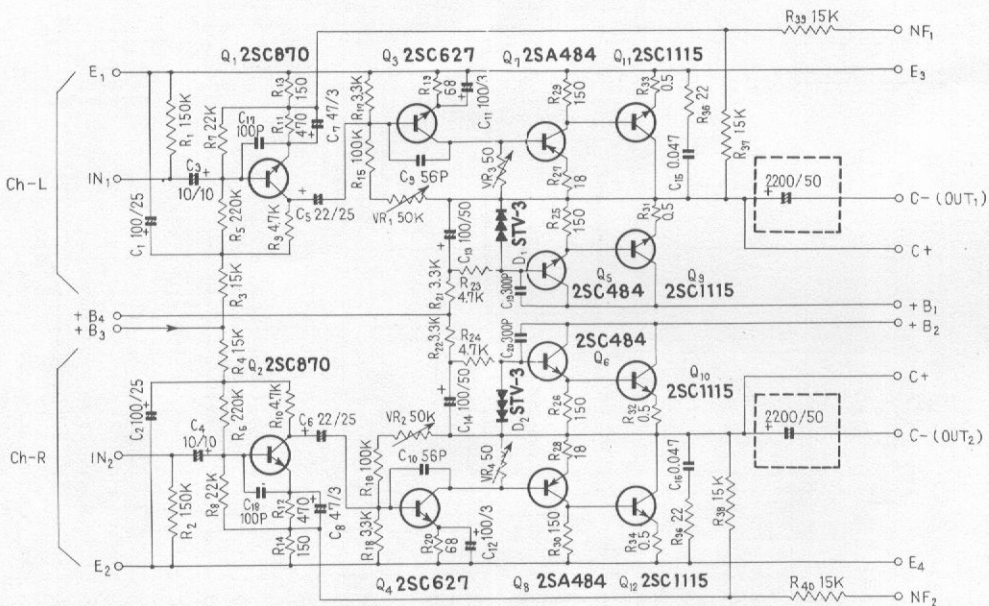 R39 15K
NF1
Q1 2SC870
Q3 2SC627
Q7 2SA484
Q11 2SC1115
E1
E3
R13 150
R19 3.3K
R13 68
C11 100/3
R29 150
R33 0.5
R36 22
R37 15K
R1 150K
R7 22K
C17 100P
R11 470
C7 47/3
R15 100K
C9 56P
VR3 50
R27 18
C15 0.047
2200/50
Ch-L
IN1
C3 10/10
C5 22/25
VR1 50K
C- (OUT1)
C1 100/25
R5 220K
R9 4.7K
C13 100/50
D1 STV-3
R25 150
R31 0.5
C+
R3 15K
R21 3.3K
R23 4.7K
C19 300P
Q5 2SC484
Q9 2SC1115
+B1
+B4
+B3
+B2
R4 15K
R22 3.3K
R24 4.7K
C20 300P
2SC484 Q6
Q2 2SC870
Q10 2SC1115
C+
C2 100/25
R6 220K
R10 4.7K
C6 22/25
C14 100/50
VR2 50K
D2 STV-3
R26 150
R32 0.5
2200/50
Ch-R
C4 10/10
IN2
C- (OUT2)
R2 150K
R8 22K
C18 100P
R12 470
C8 47/3
R16 100K
C10 56P
VR4 50
R28 18
C16 0.047
R38 15K
R14 150
R18 3.3K
R20 68
C12 100/3
R30 150
R34 0.5
R36 22
E2
E4
Q4 2SC627
Q8 2SA484
Q12 2SC1115
R40 15K
NF2